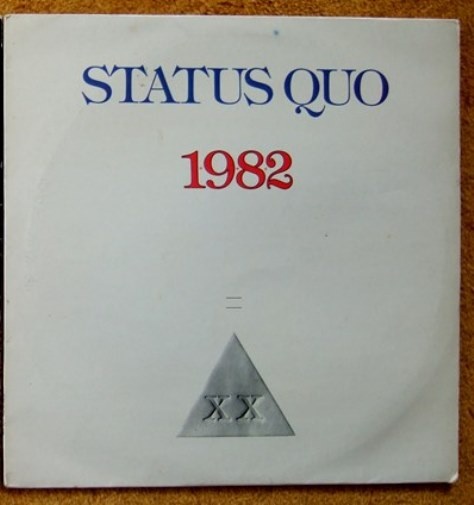 STATUS QUO
1982
=
XX